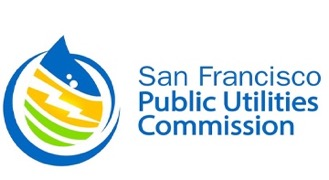 San Francisco
Public Utilities
Commission